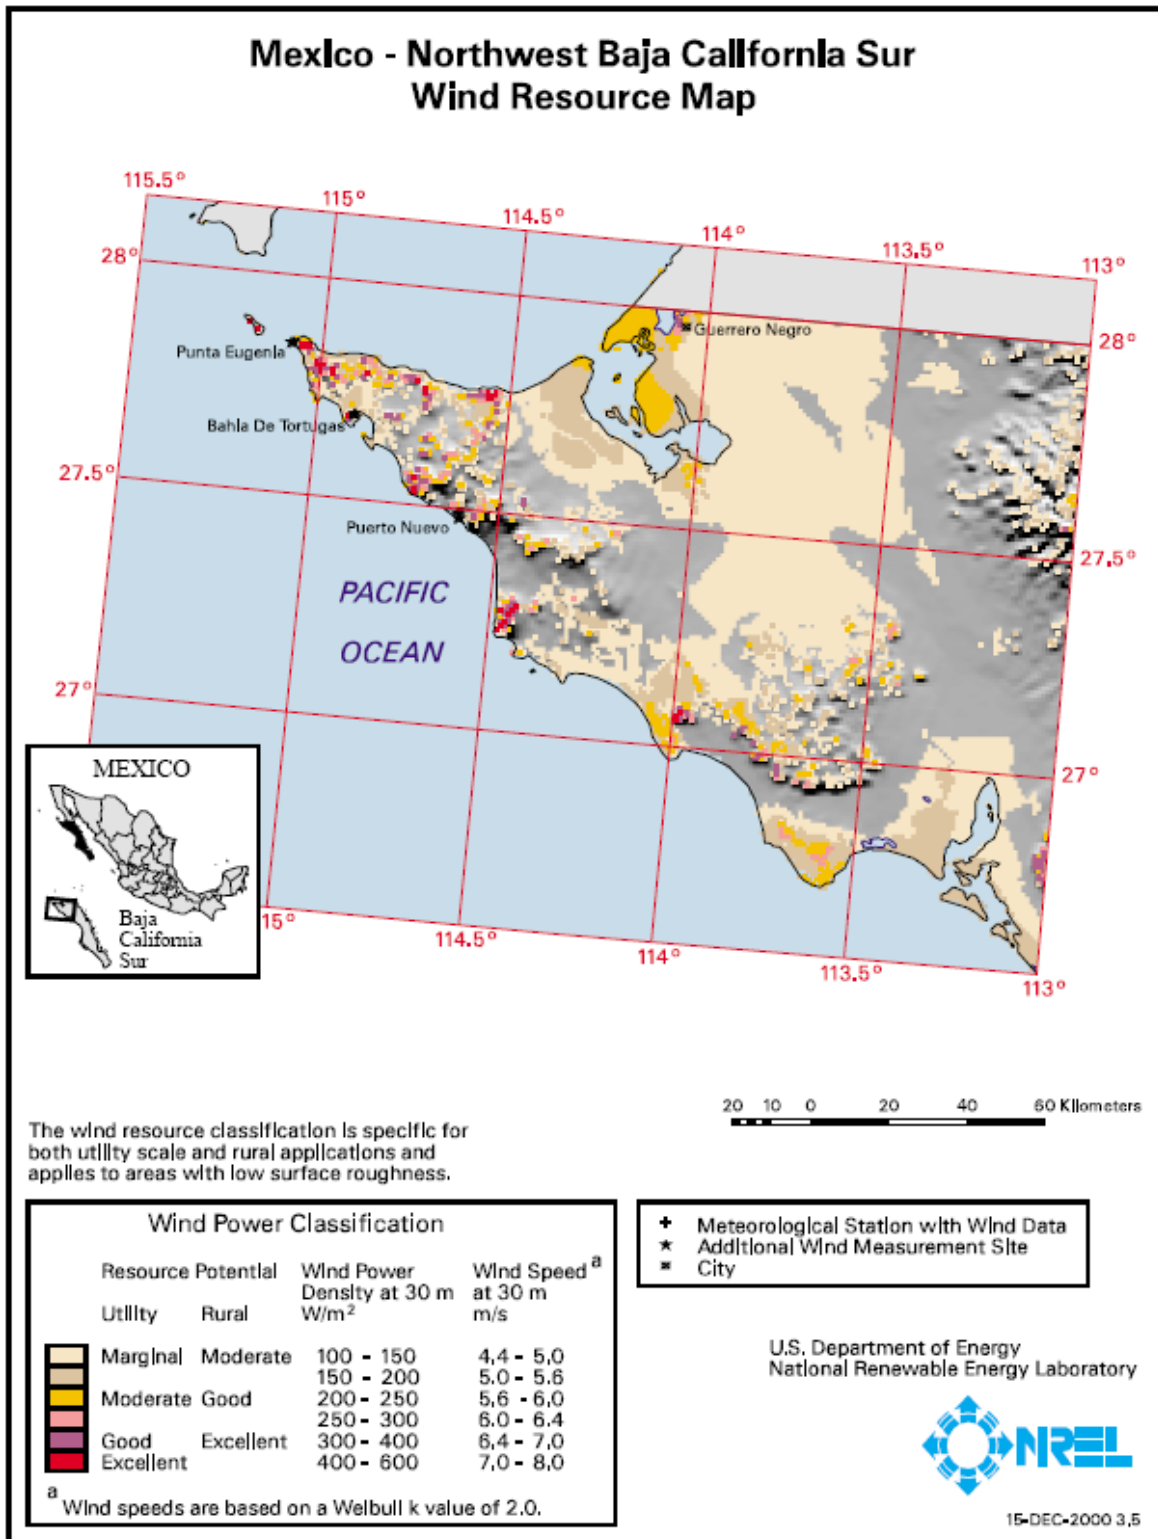 Mexico - Northwest Baja California Sur
Wind Resource Map
115.5°
115°
114.5°
114°
113.5°
113°
28°
28°
Guerrero Negro
Punta Eugenia
Bahia De Tortugas
27.5°
27.5°
Puerto Nuevo
PACIFIC
OCEAN
27°
27°
MEXICO
Baja
California
Sur
15°
114.5°
114°
113.5°
113°
20 10 0 20 40 60 Kilometers
The wind resource classification is specific for
both utility scale and rural applications and
applies to areas with low surface roughness.
Wind Power Classification
Resource Potential Wind Power Wind Speed a
Density at 30 m at 30 m
Utility Rural W/m² m/s
Marginal Moderate 100 - 150 4.4 - 5.0
150 - 200 5.0 - 5.6
Moderate Good 200 - 250 5.6 - 6.0
250 - 300 6.0 - 6.4
Good Excellent 300 - 400 6.4 - 7.0
Excellent 400 - 600 7.0 - 8.0
a Wind speeds are based on a Weibull k value of 2.0.
Meteorological Station with Wind Data
Additional Wind Measurement Site
City
U.S. Department of Energy
National Renewable Energy Laboratory
NREL
15-DEC-2000 3.5